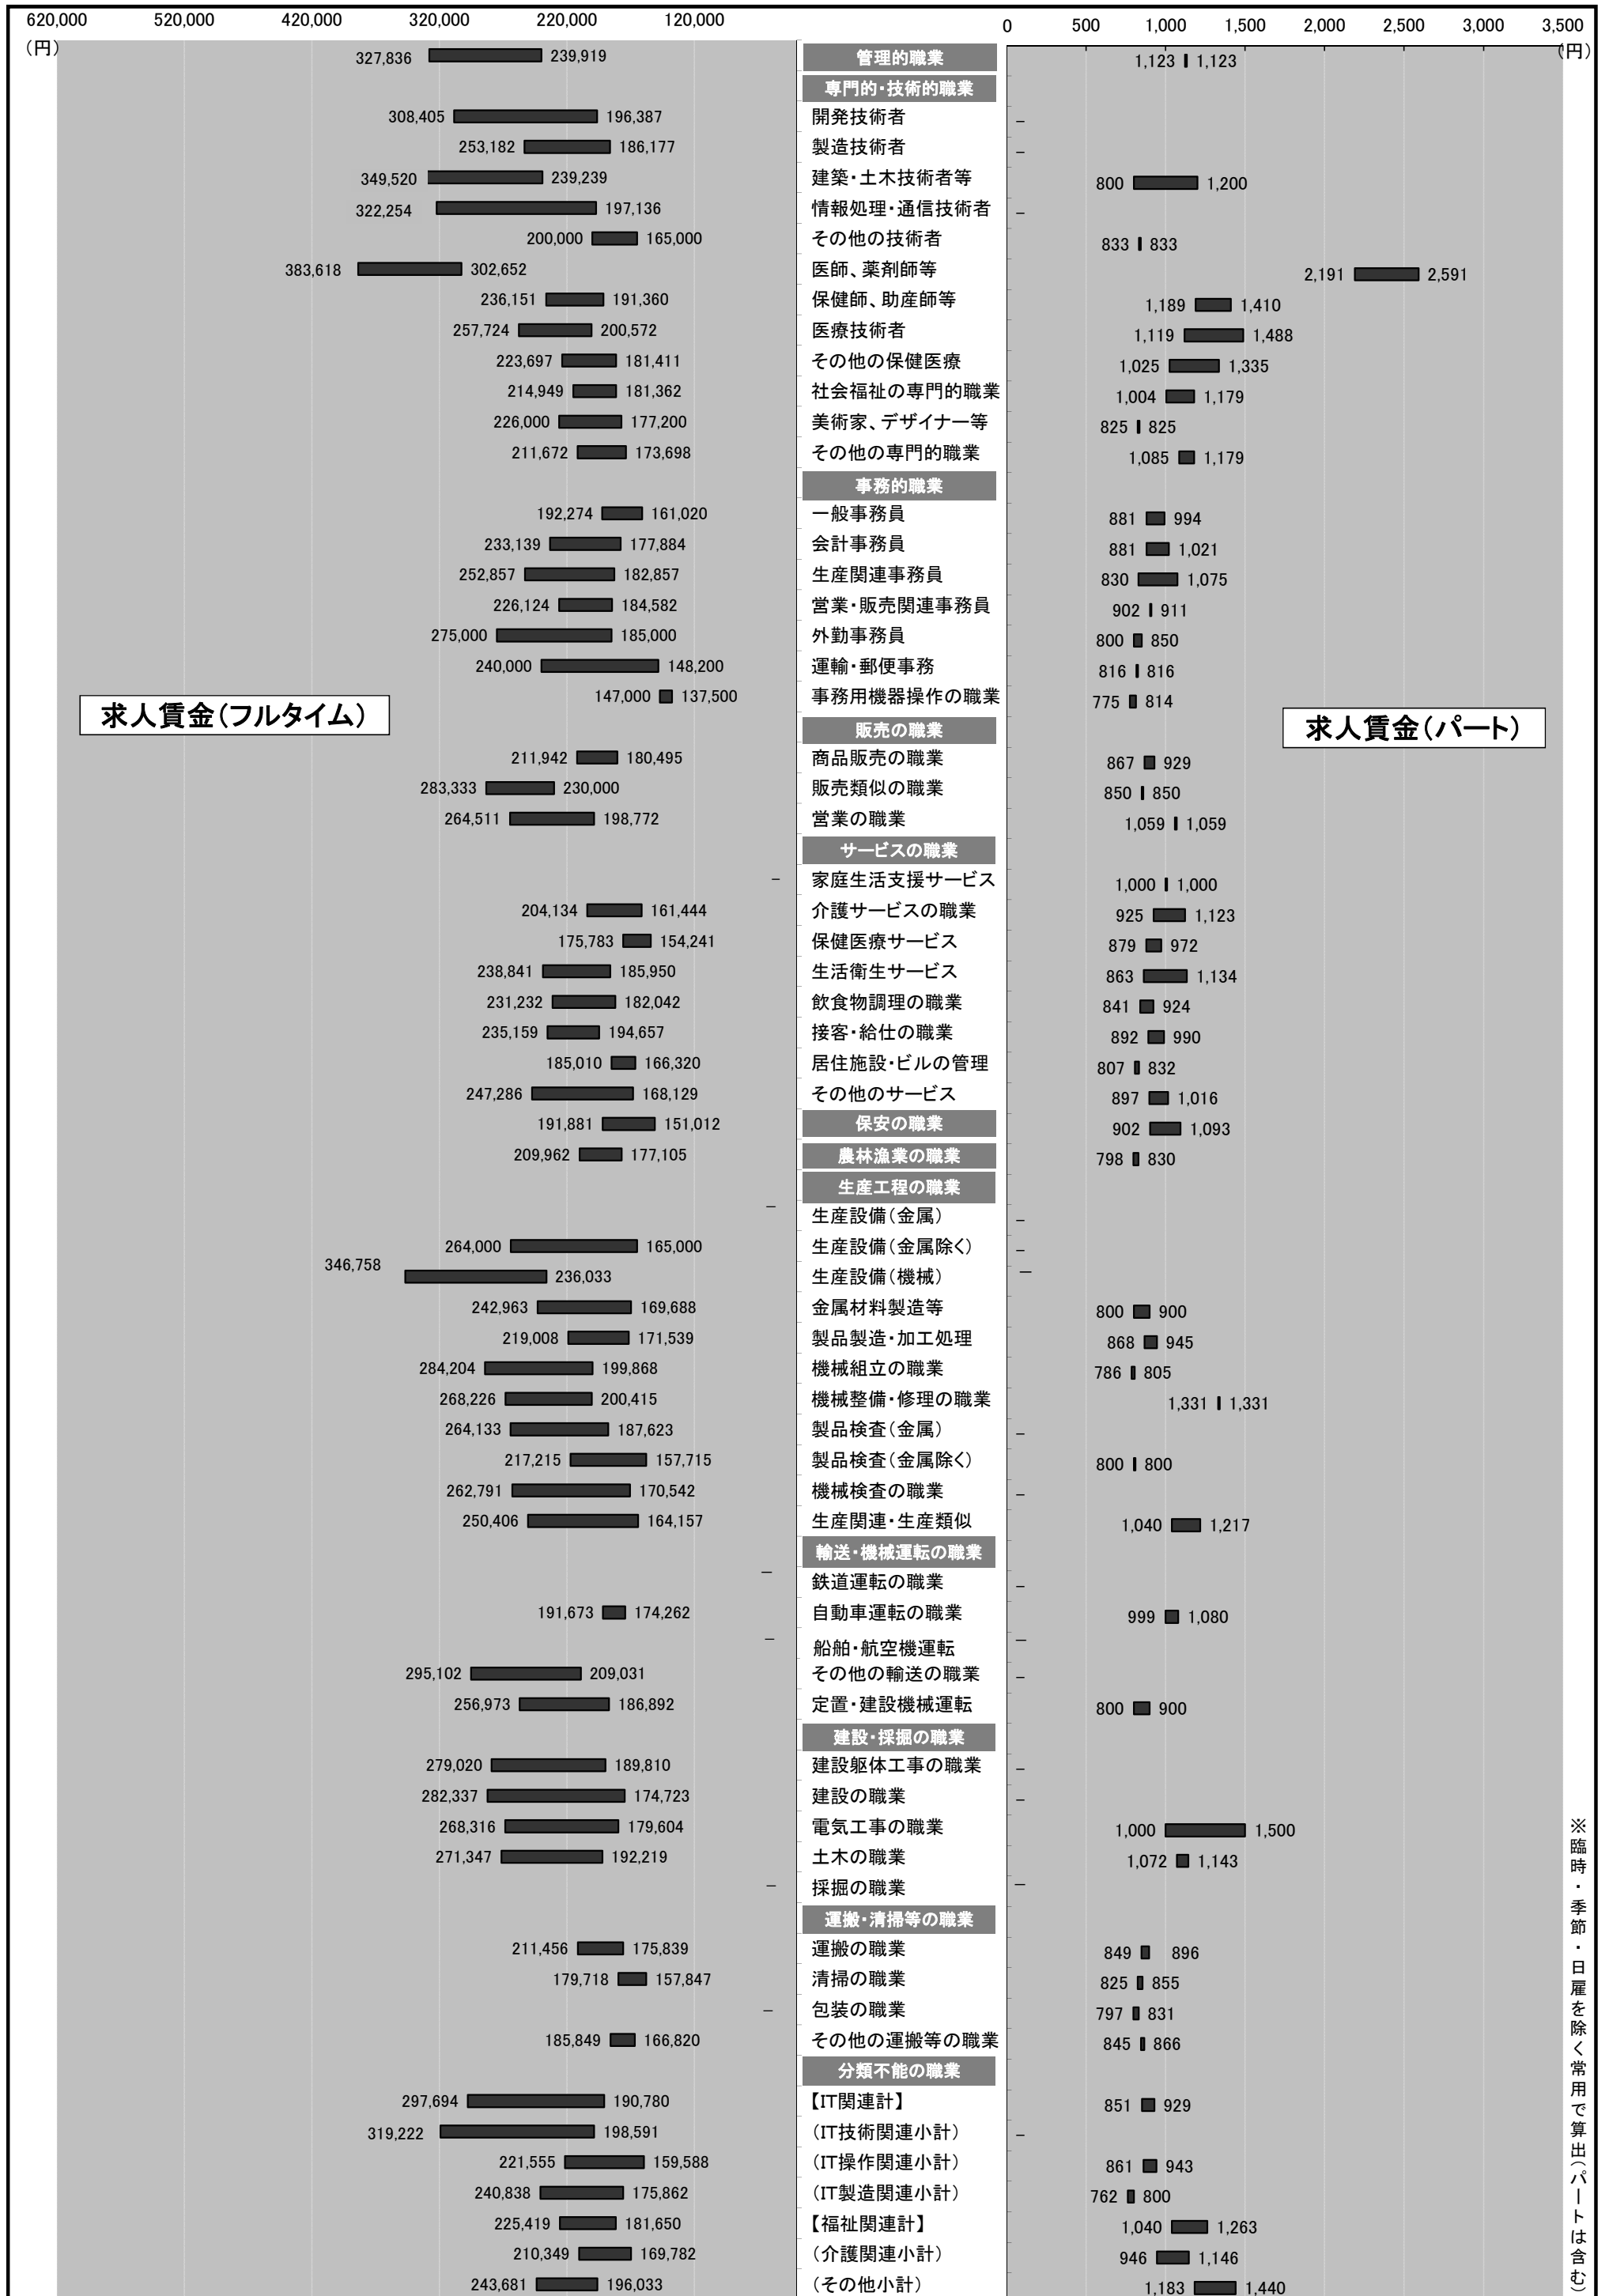 620,000 520,000 420,000 320,000 220,000 120,000 0 500 1,000 1,500 2,000 2,500 3,000 3,500
（円） （円）
327,836 239,919 管理的職業 1,123 1,123
専門的・技術的職業
308,405 196,387 開発技術者 –
253,182 186,177 製造技術者 –
349,520 239,239 建築・土木技術者等 800 1,200
322,254 197,136 情報処理・通信技術者 –
200,000 165,000 その他の技術者 833 833
383,618 302,652 医師、薬剤師等 2,191 2,591
236,151 191,360 保健師、助産師等 1,189 1,410
257,724 200,572 医療技術者 1,119 1,488
223,697 181,411 その他の保健医療 1,025 1,335
214,949 181,362 社会福祉の専門的職業 1,004 1,179
226,000 177,200 美術家、デザイナー等 825 825
211,672 173,698 その他の専門的職業 1,085 1,179
事務的職業
192,274 161,020 一般事務員 881 994
233,139 177,884 会計事務員 881 1,021
252,857 182,857 生産関連事務員 830 1,075
226,124 184,582 営業・販売関連事務員 902 911
275,000 185,000 外勤事務員 800 850
240,000 148,200 運輸・郵便事務 816 816
147,000 137,500 事務用機器操作の職業 775 814
求人賃金（フルタイム） 求人賃金（パート）
販売の職業
211,942 180,495 商品販売の職業 867 929
283,333 230,000 販売類似の職業 850 850
264,511 198,772 営業の職業 1,059 1,059
サービスの職業
– 家庭生活支援サービス 1,000 1,000
204,134 161,444 介護サービスの職業 925 1,123
175,783 154,241 保健医療サービス 879 972
238,841 185,950 生活衛生サービス 863 1,134
231,232 182,042 飲食物調理の職業 841 924
235,159 194,657 接客・給仕の職業 892 990
185,010 166,320 居住施設・ビルの管理 807 832
247,286 168,129 その他のサービス 897 1,016
191,881 151,012 保安の職業 902 1,093
209,962 177,105 農林漁業の職業 798 830
生産工程の職業
– 生産設備（金属） –
264,000 165,000 生産設備（金属除く） –
346,758 236,033 生産設備（機械） –
242,963 169,688 金属材料製造等 800 900
219,008 171,539 製品製造・加工処理 868 945
284,204 199,868 機械組立の職業 786 805
268,226 200,415 機械整備・修理の職業 1,331 1,331
264,133 187,623 製品検査（金属） –
217,215 157,715 製品検査（金属除く） 800 800
262,791 170,542 機械検査の職業 –
250,406 164,157 生産関連・生産類似 1,040 1,217
輸送・機械運転の職業
– 鉄道運転の職業 –
191,673 174,262 自動車運転の職業 999 1,080
– 船舶・航空機運転 –
295,102 209,031 その他の輸送の職業 –
256,973 186,892 定置・建設機械運転 800 900
建設・採掘の職業
279,020 189,810 建設躯体工事の職業 –
282,337 174,723 建設の職業 –
268,316 179,604 電気工事の職業 1,000 1,500
271,347 192,219 土木の職業 1,072 1,143
– 採掘の職業 –
運搬・清掃等の職業
211,456 175,839 運搬の職業 849 896
179,718 157,847 清掃の職業 825 855
– 包装の職業 797 831
185,849 166,820 その他の運搬等の職業 845 866
分類不能の職業
297,694 190,780 【IT関連計】 851 929
319,222 198,591 （IT技術関連小計） –
221,555 159,588 （IT操作関連小計） 861 943
240,838 175,862 （IT製造関連小計） 762 800
225,419 181,650 【福祉関連計】 1,040 1,263
210,349 169,782 （介護関連小計） 946 1,146
243,681 196,033 （その他小計） 1,183 1,440
※臨時・季節・日雇を除く常用で算出（パートは含む）